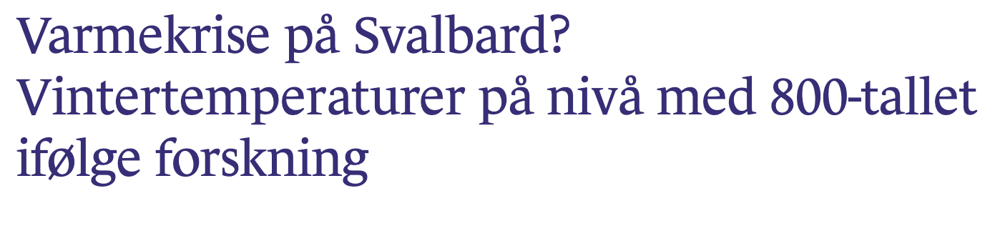 Varmekrise på Svalbard?
Vintertemperaturer på nivå med 800-tallet
ifølge forskning